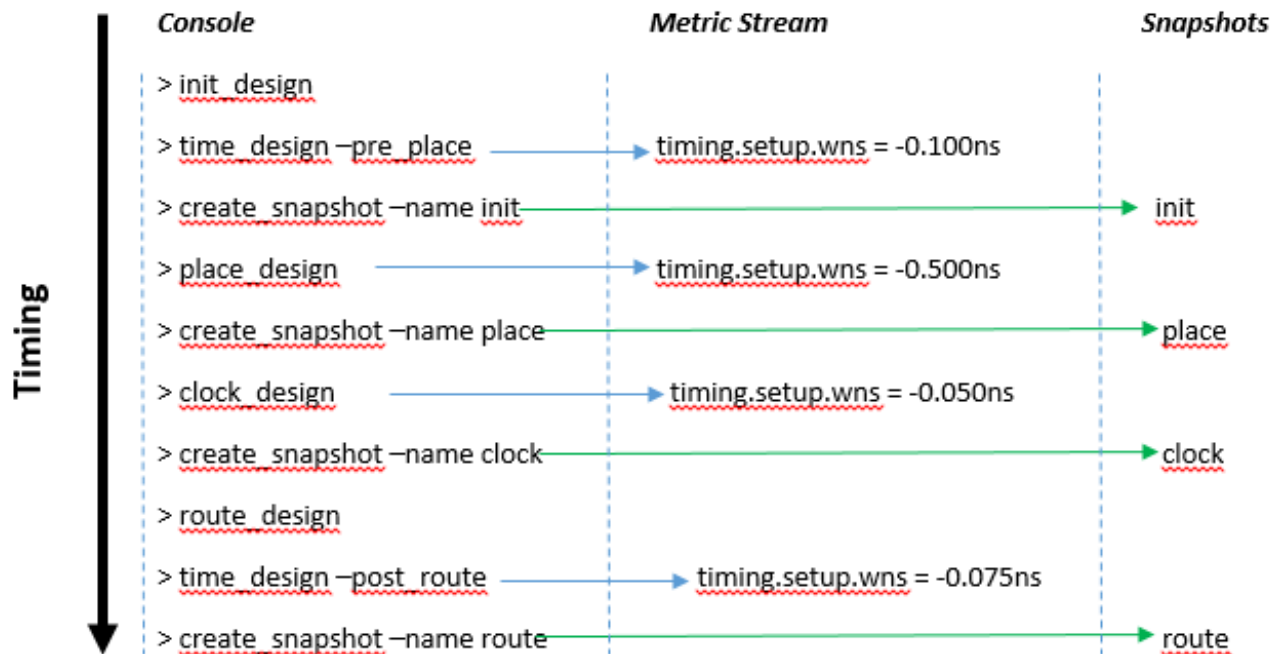 Console Metric Stream Snapshots
> init_design
> time_design –pre_place timing.setup.wns = -0.100ns
> create_snapshot –name init init
> place_design timing.setup.wns = -0.500ns
> create_snapshot –name place place
> clock_design timing.setup.wns = -0.050ns
> create_snapshot –name clock clock
> route_design
> time_design –post_route timing.setup.wns = -0.075ns
> create_snapshot –name route route
Timing